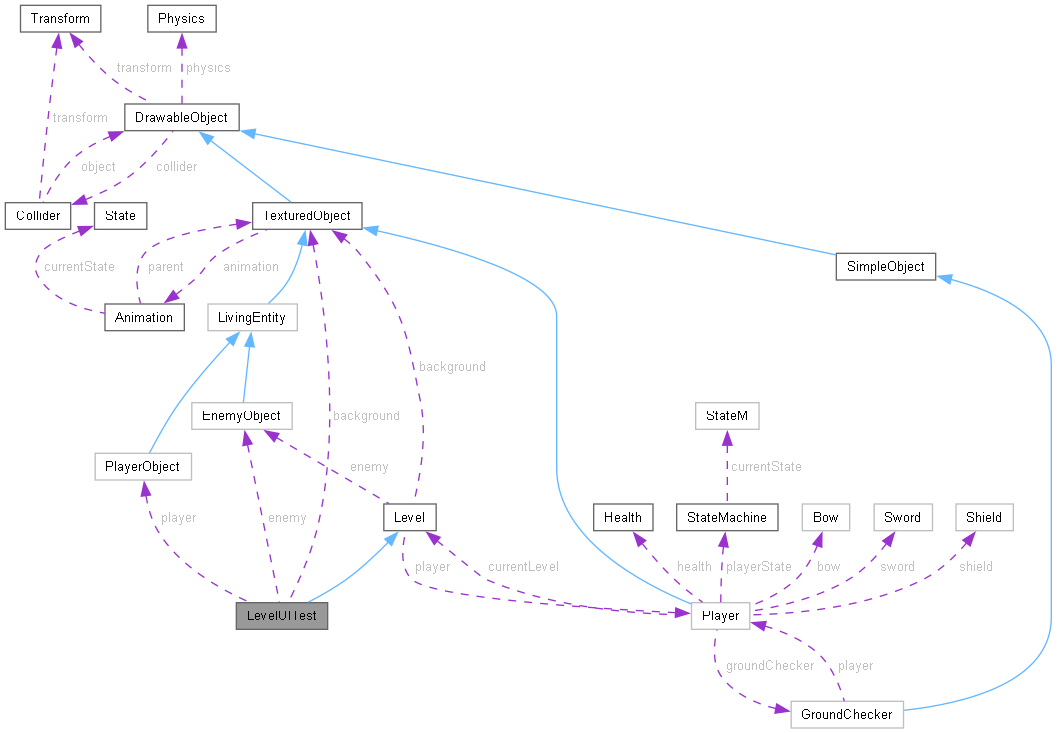 Transform
Physics
transform
physics
DrawableObject
transform
object
collider
Collider
State
TexturedObject
currentState
parent
animation
SimpleObject
Animation
LivingEntity
background
background
EnemyObject
StateM
PlayerObject
enemy
currentState
player
enemy
Level
Health
StateMachine
Bow
Sword
Shield
player
currentLevel
health
playerState
bow
sword
shield
LevelUITest
Player
groundChecker
player
GroundChecker